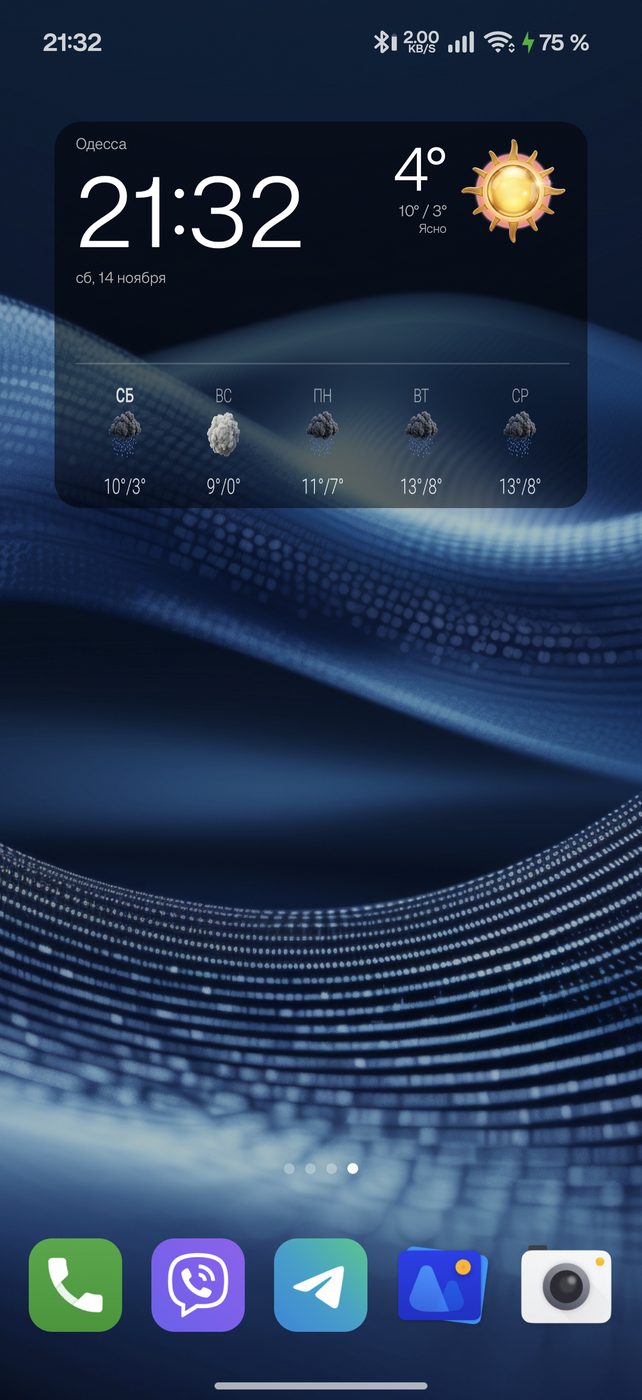 21:32 2.00 KB/S 75 %
Одесса
21:32
4°
10° / 3°
Ясно
сб, 14 ноября
СБ ВС ПН ВТ СР
10°/3° 9°/0° 11°/7° 13°/8° 13°/8°